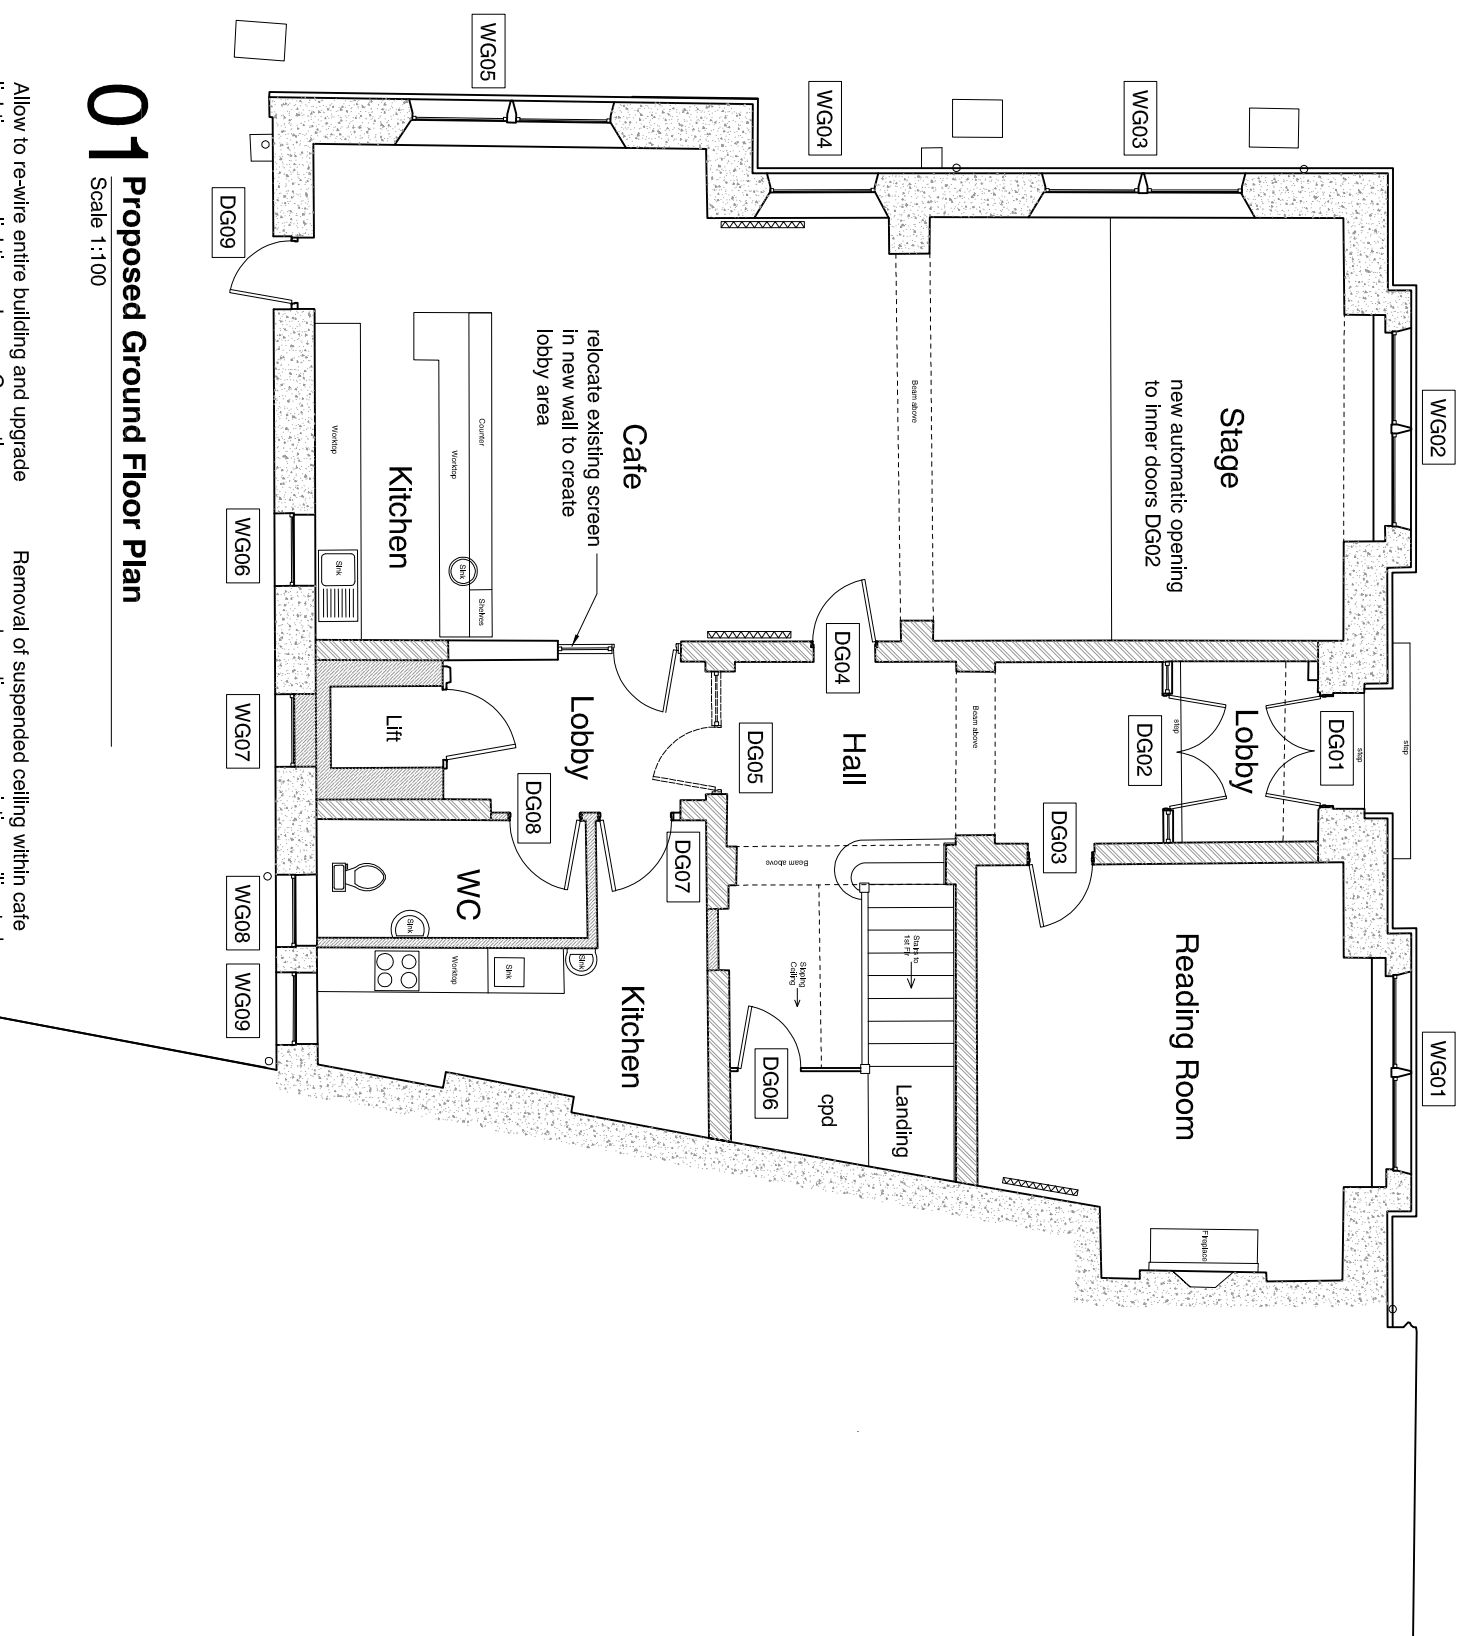 WG02
WG01
step
step
DG01
Lobby
step
DG02
Stage
new automatic opening
to inner doors DG02
Reading Room
Fireplace
DG03
WG03
WG04
Beam above
Beam above
DG04
Hall
Beam above
Stairs to
1st Flr
Landing
Sloping
Ceiling
cpd
DG06
DG05
Cafe
relocate existing screen
in new wall to create
lobby area
Lobby
DG07
DG08
Kitchen
Sink
WG05
Counter
Worktop
Sink
Shelves
Kitchen
Worktop
Sink
Lift
WC
Sink
Worktop
Sink
DG09
WG06
WG07
WG08
WG09
01 Proposed Ground Floor Plan
Scale 1:100
Allow to re-wire entire building and upgrade
Removal of suspended ceiling within cafe